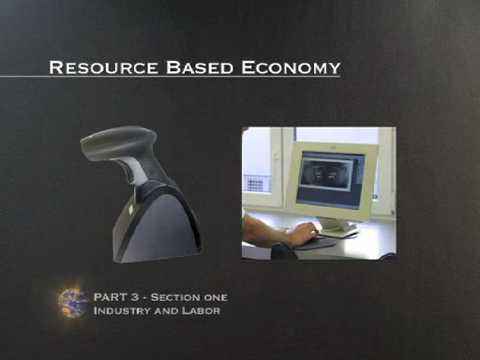 Resource Based Economy
PART 3 - Section one
Industry and Labor